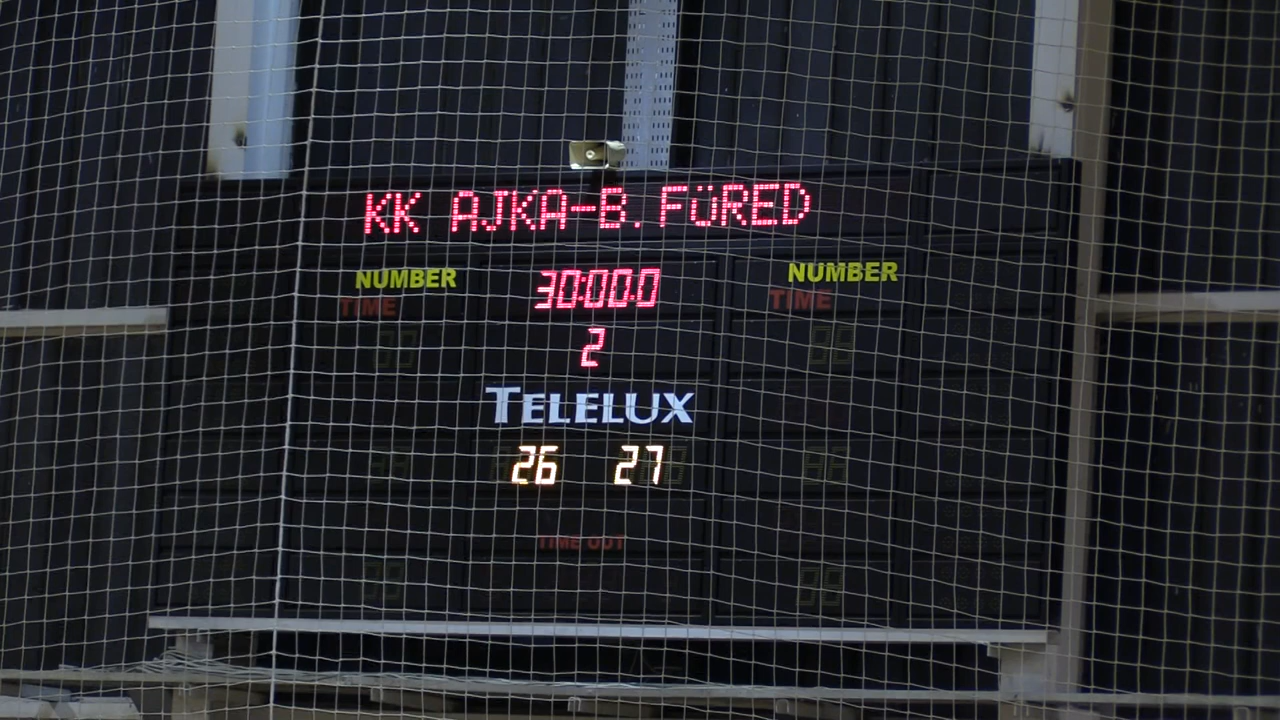 KK AJKA-B.FÜRED
NUMBER 30:00.0 NUMBER
TIME TIME
2
TELELUX
26 27
TIME OUT